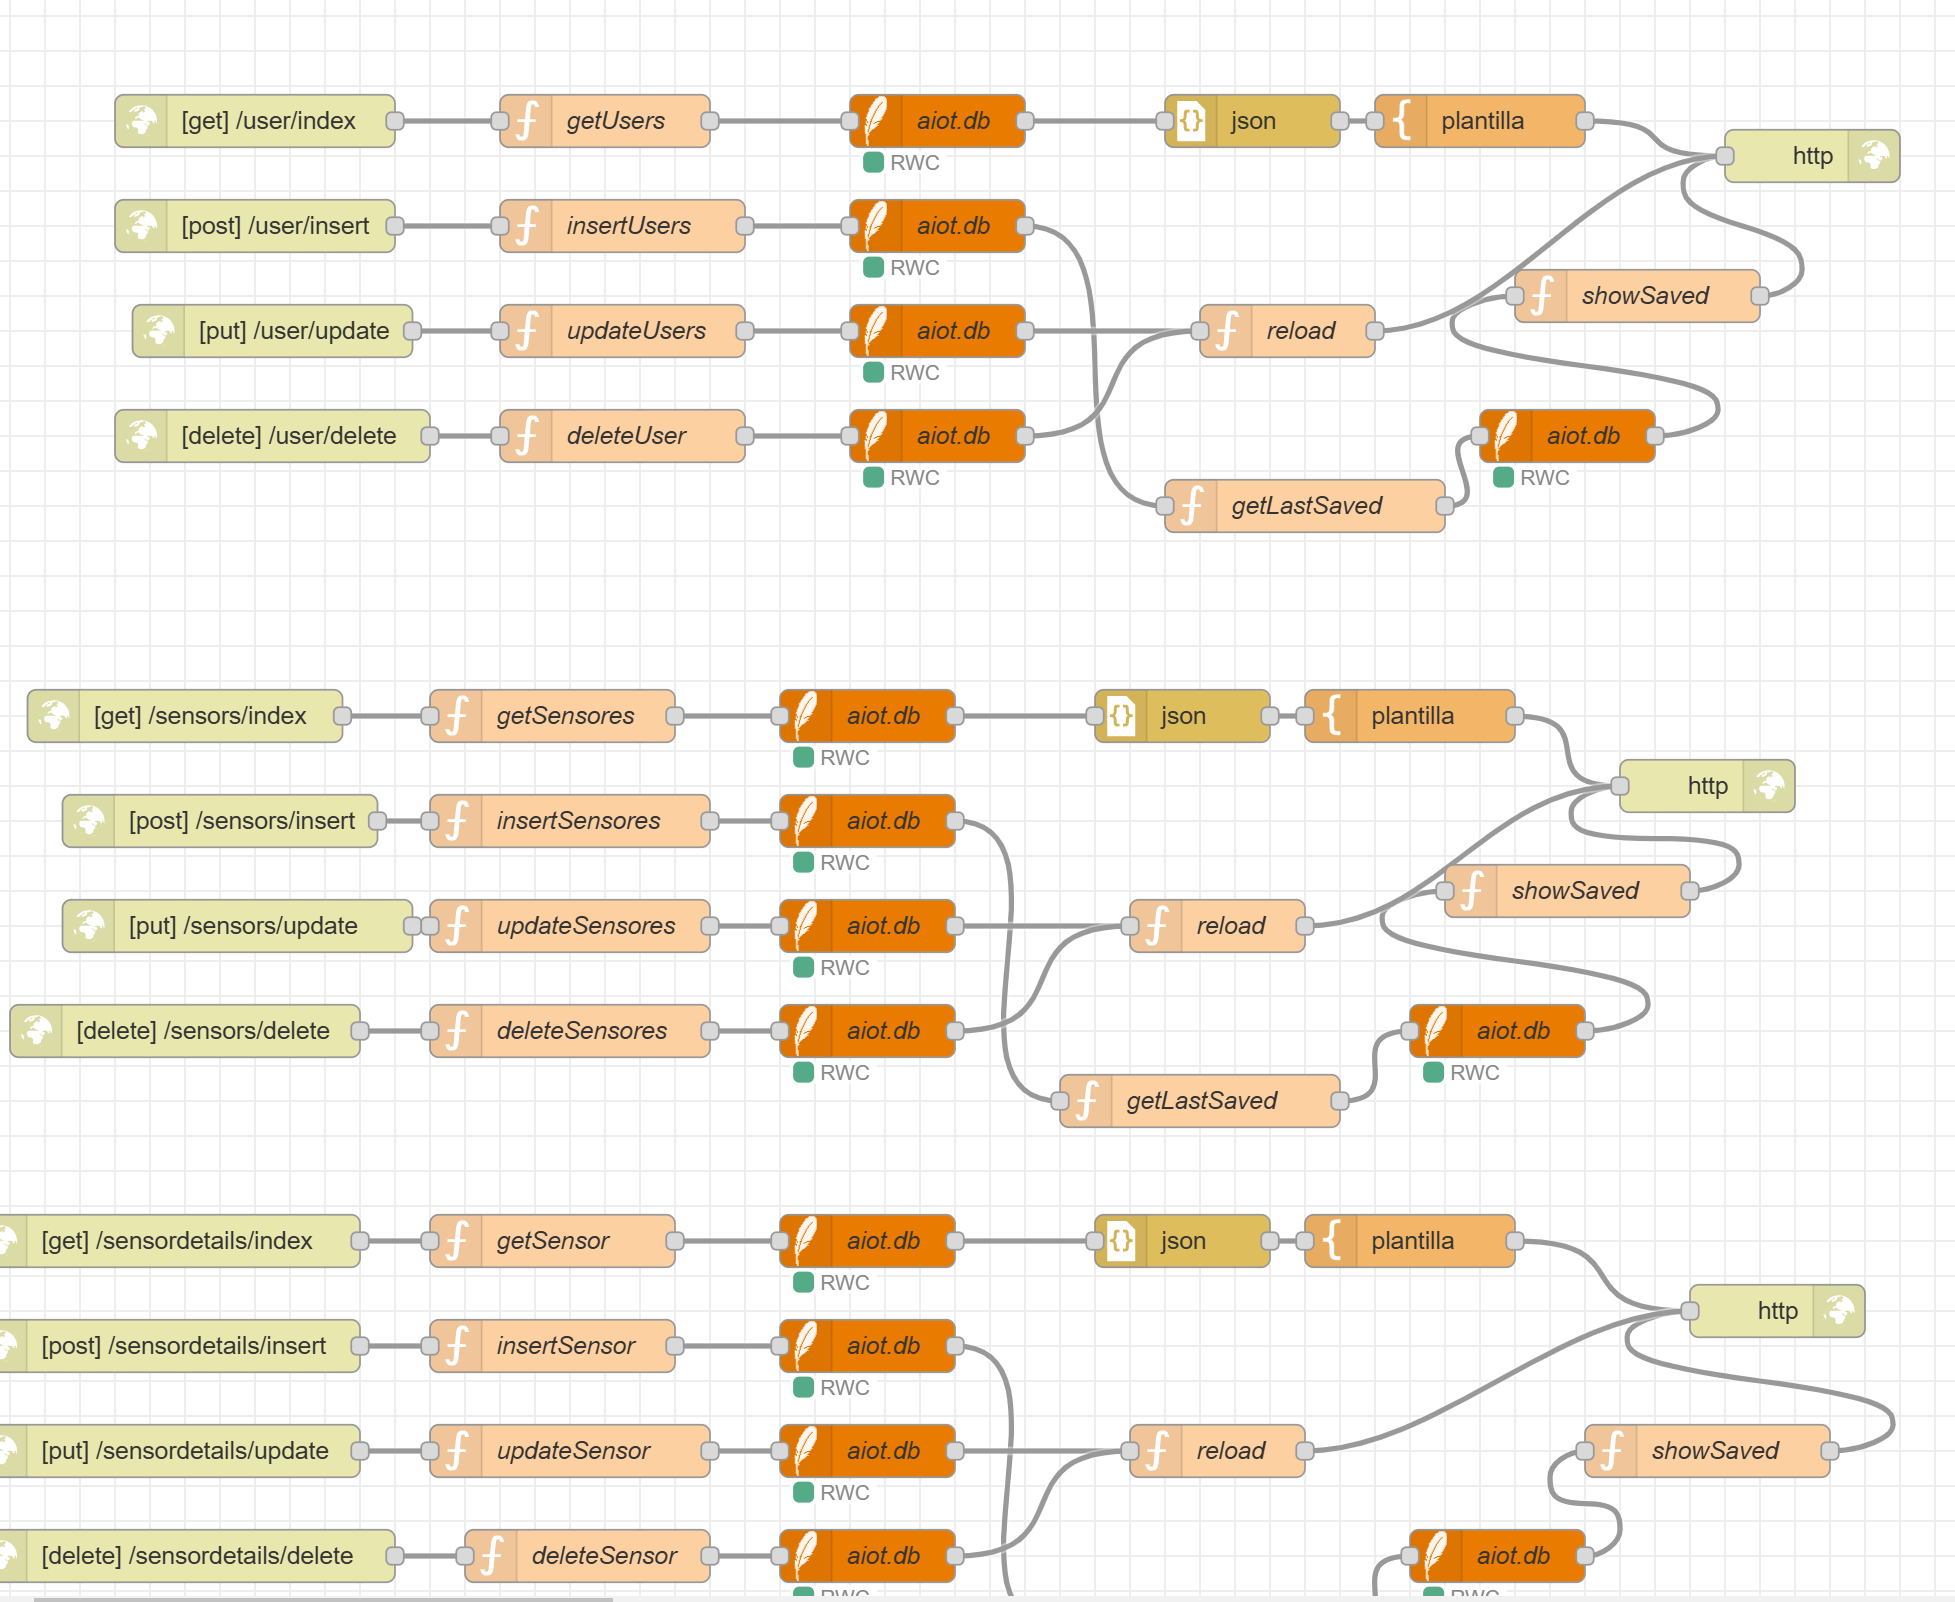 [get] /user/index
getUsers
aiot.db
json
plantilla
http
RWC
[post] /user/insert
insertUsers
aiot.db
RWC
showSaved
[put] /user/update
updateUsers
aiot.db
reload
RWC
[delete] /user/delete
deleteUser
aiot.db
aiot.db
RWC
RWC
getLastSaved
[get] /sensors/index
getSensores
aiot.db
json
plantilla
RWC
http
[post] /sensors/insert
insertSensores
aiot.db
RWC
showSaved
[put] /sensors/update
updateSensores
aiot.db
reload
RWC
[delete] /sensors/delete
deleteSensores
aiot.db
aiot.db
RWC
RWC
getLastSaved
[get] /sensordetails/index
getSensor
aiot.db
json
plantilla
RWC
http
[post] /sensordetails/insert
insertSensor
aiot.db
RWC
[put] /sensordetails/update
updateSensor
aiot.db
reload
showSaved
RWC
[delete] /sensordetails/delete
deleteSensor
aiot.db
aiot.db
RWC
RWC